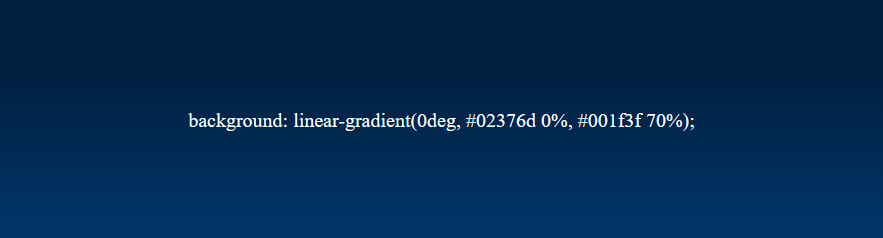 background: linear-gradient(0deg, #02376d 0%, #001f3f 70%);